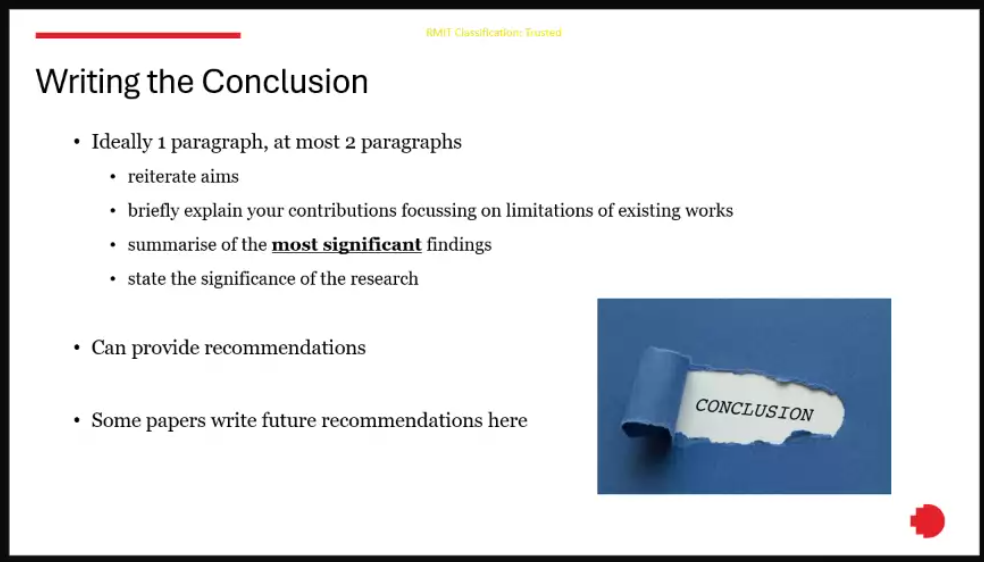 RMIT Classification: Trusted
Writing the Conclusion
• Ideally 1 paragraph, at most 2 paragraphs
• reiterate aims
• briefly explain your contributions focussing on limitations of existing works
• summarise of the most significant findings
• state the significance of the research
• Can provide recommendations
• Some papers write future recommendations here
CONCLUSION